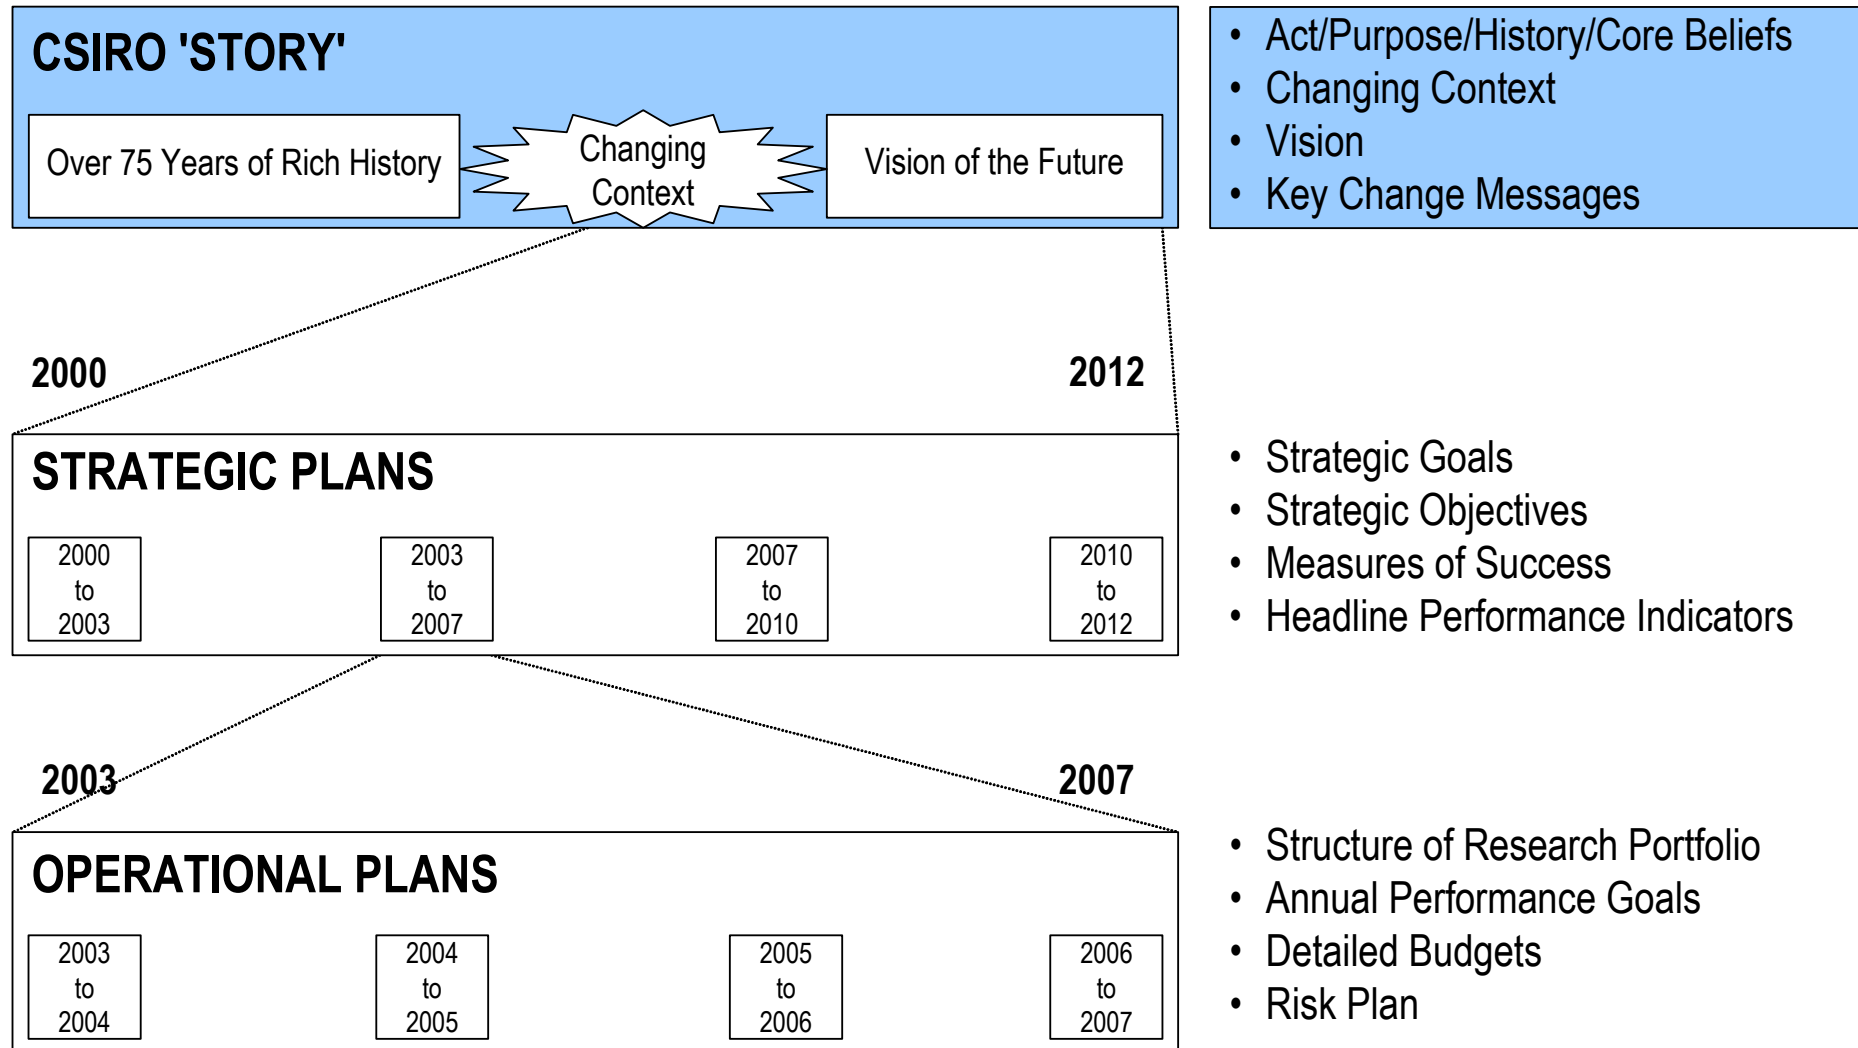 CSIRO 'STORY'
Over 75 Years of Rich History
Changing
Context
Vision of the Future
• Act/Purpose/History/Core Beliefs
• Changing Context
• Vision
• Key Change Messages
2000
2012
STRATEGIC PLANS
2000
to
2003
2003
to
2007
2007
to
2010
2010
to
2012
• Strategic Goals
• Strategic Objectives
• Measures of Success
• Headline Performance Indicators
2003
2007
OPERATIONAL PLANS
2003
to
2004
2004
to
2005
2005
to
2006
2006
to
2007
• Structure of Research Portfolio
• Annual Performance Goals
• Detailed Budgets
• Risk Plan